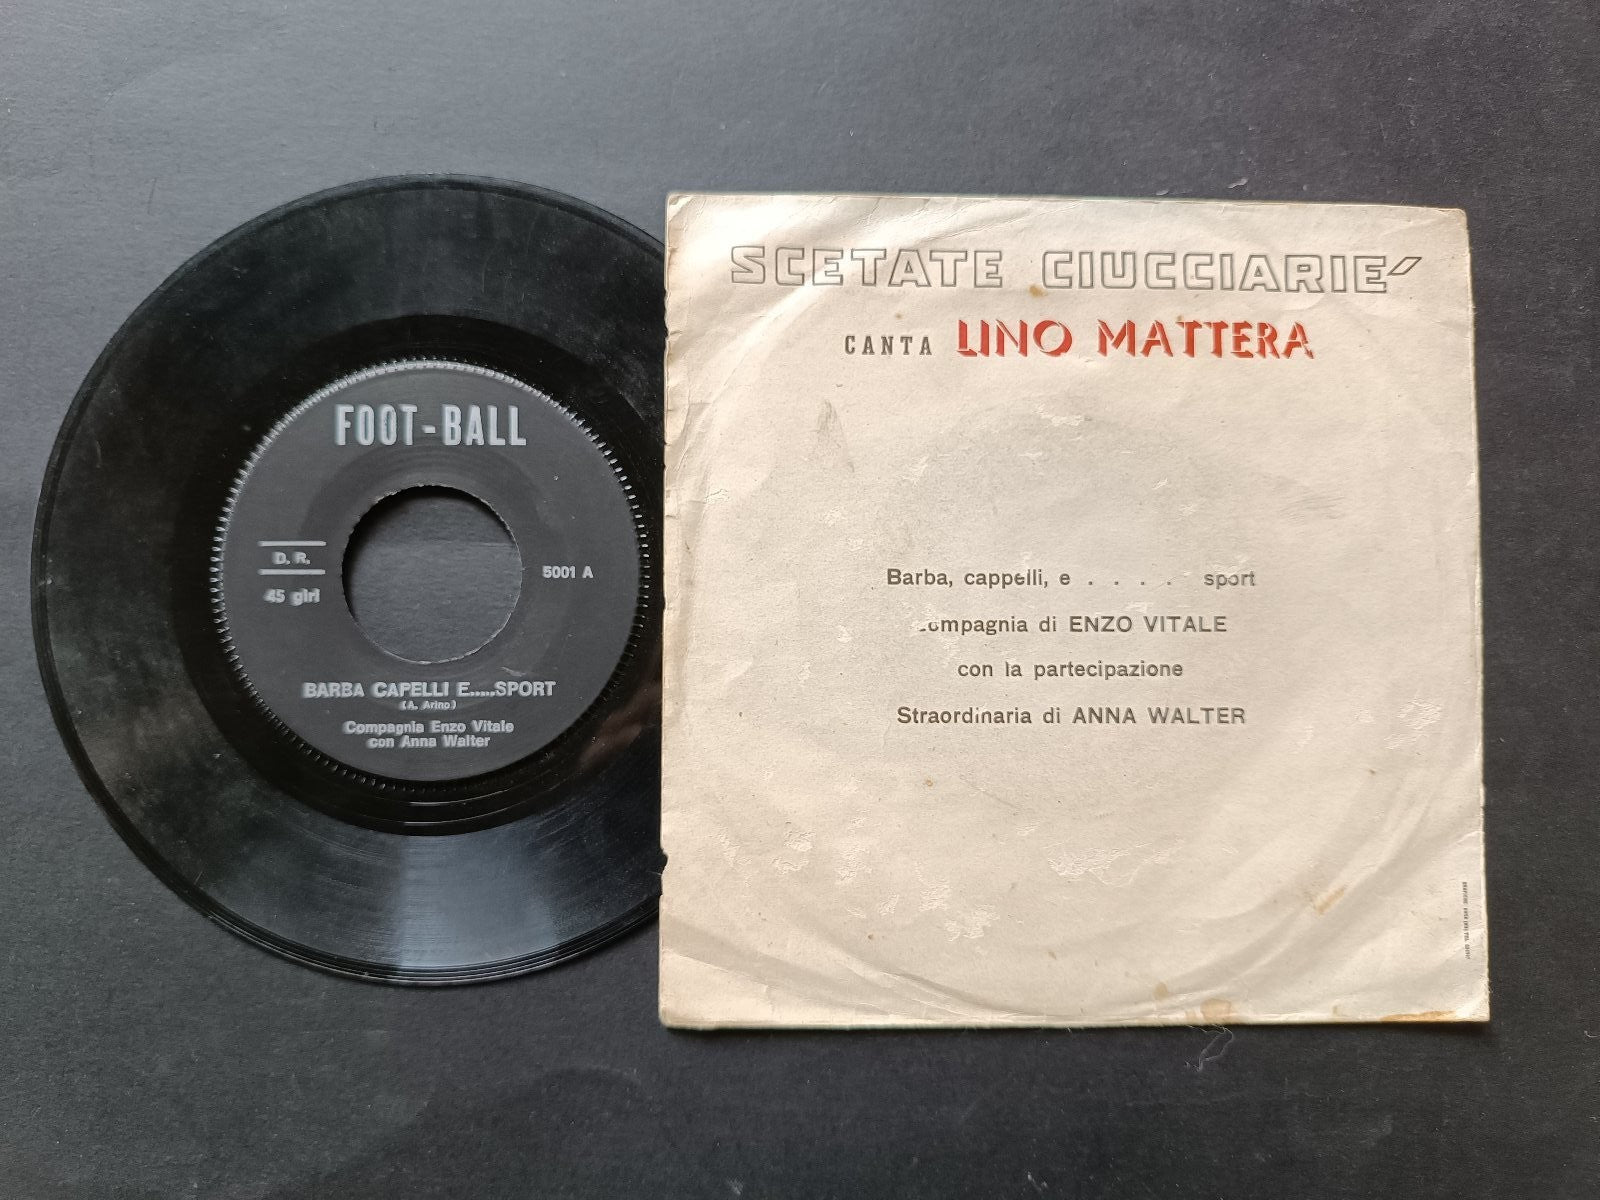 FOOT-BALL
D. R.
45 giri
5001 A
BARBA CAPELLI E.....SPORT
(A. Arino)
Compagnia Enzo Vitale
con Anna Walter
SCETATE CIUCCIARIE'
CANTA LINO MATTERA
Barba, cappelli, e . . . . sport
compagnia di ENZO VITALE
con la partecipazione
Straordinaria di ANNA WALTER